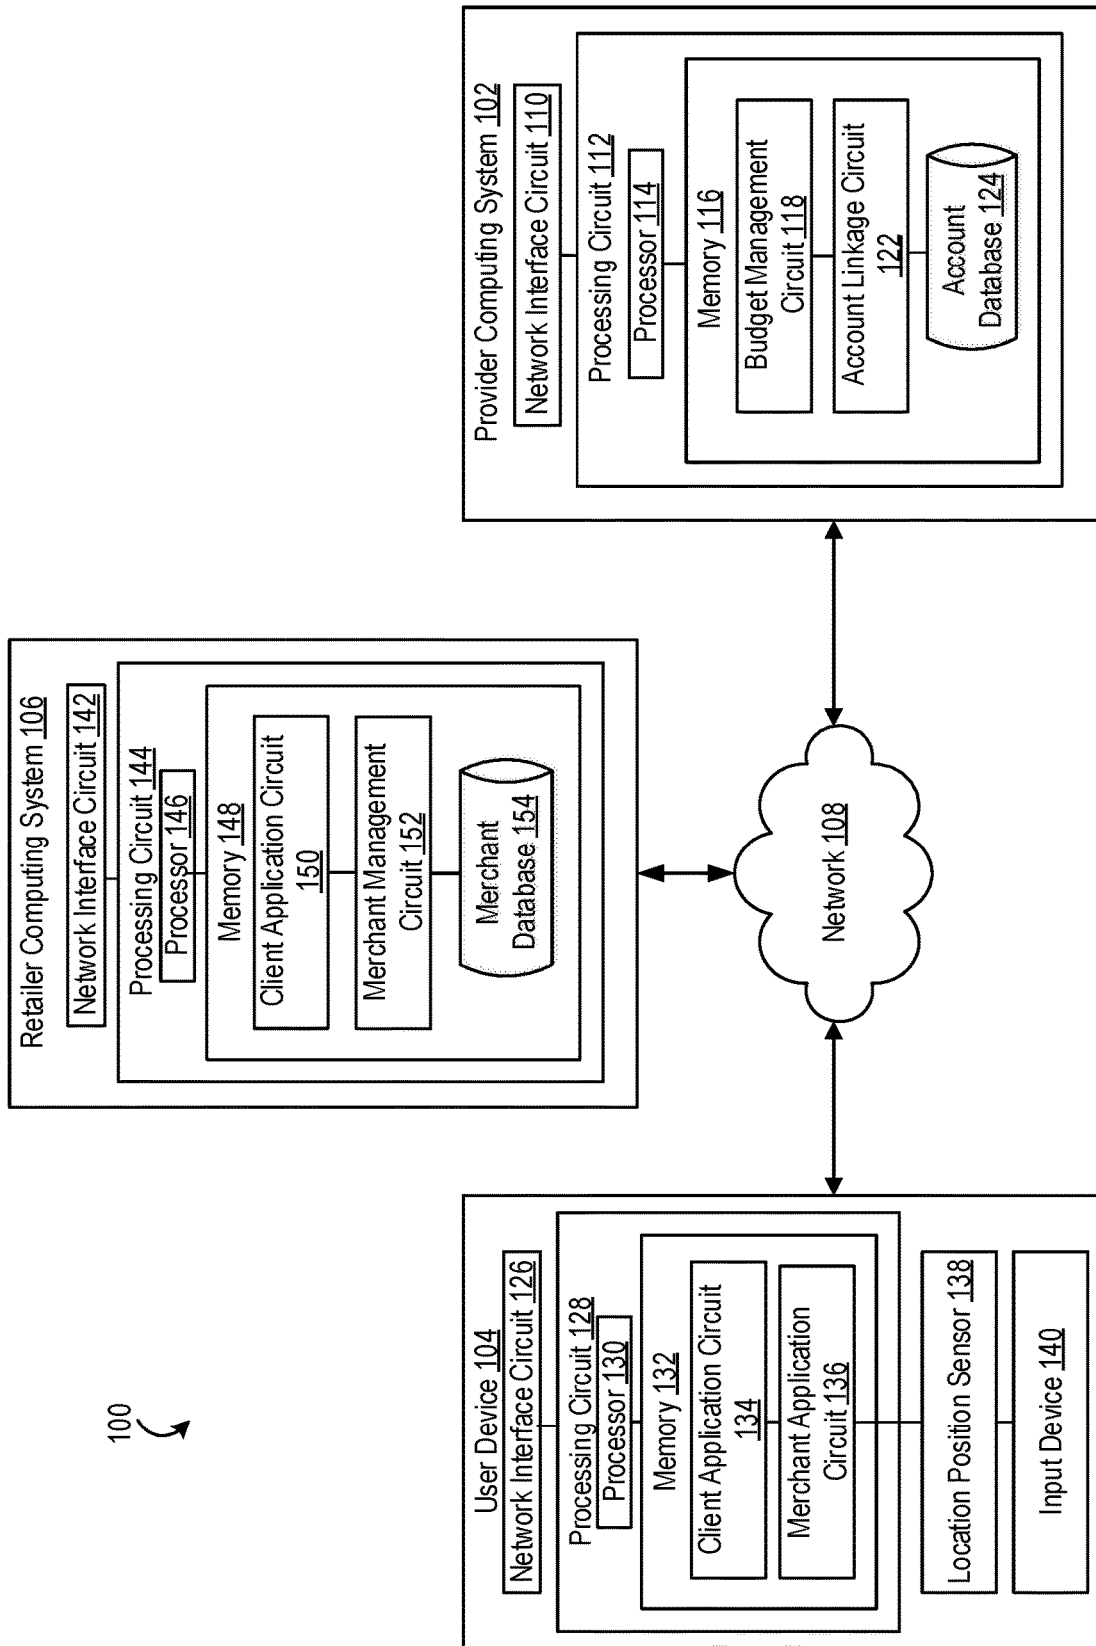 100
User Device 104
Network Interface Circuit 126
Processing Circuit 128
Processor 130
Memory 132
Client Application Circuit
134
Merchant Application
Circuit 136
Location Position Sensor 138
Input Device 140
Retailer Computing System 106
Network Interface Circuit 142
Processing Circuit 144
Processor 146
Memory 148
Client Application Circuit
150
Merchant Management
Circuit 152
Merchant
Database 154
Network 108
Provider Computing System 102
Network Interface Circuit 110
Processing Circuit 112
Processor 114
Memory 116
Budget Management
Circuit 118
Account Linkage Circuit
122
Account
Database 124